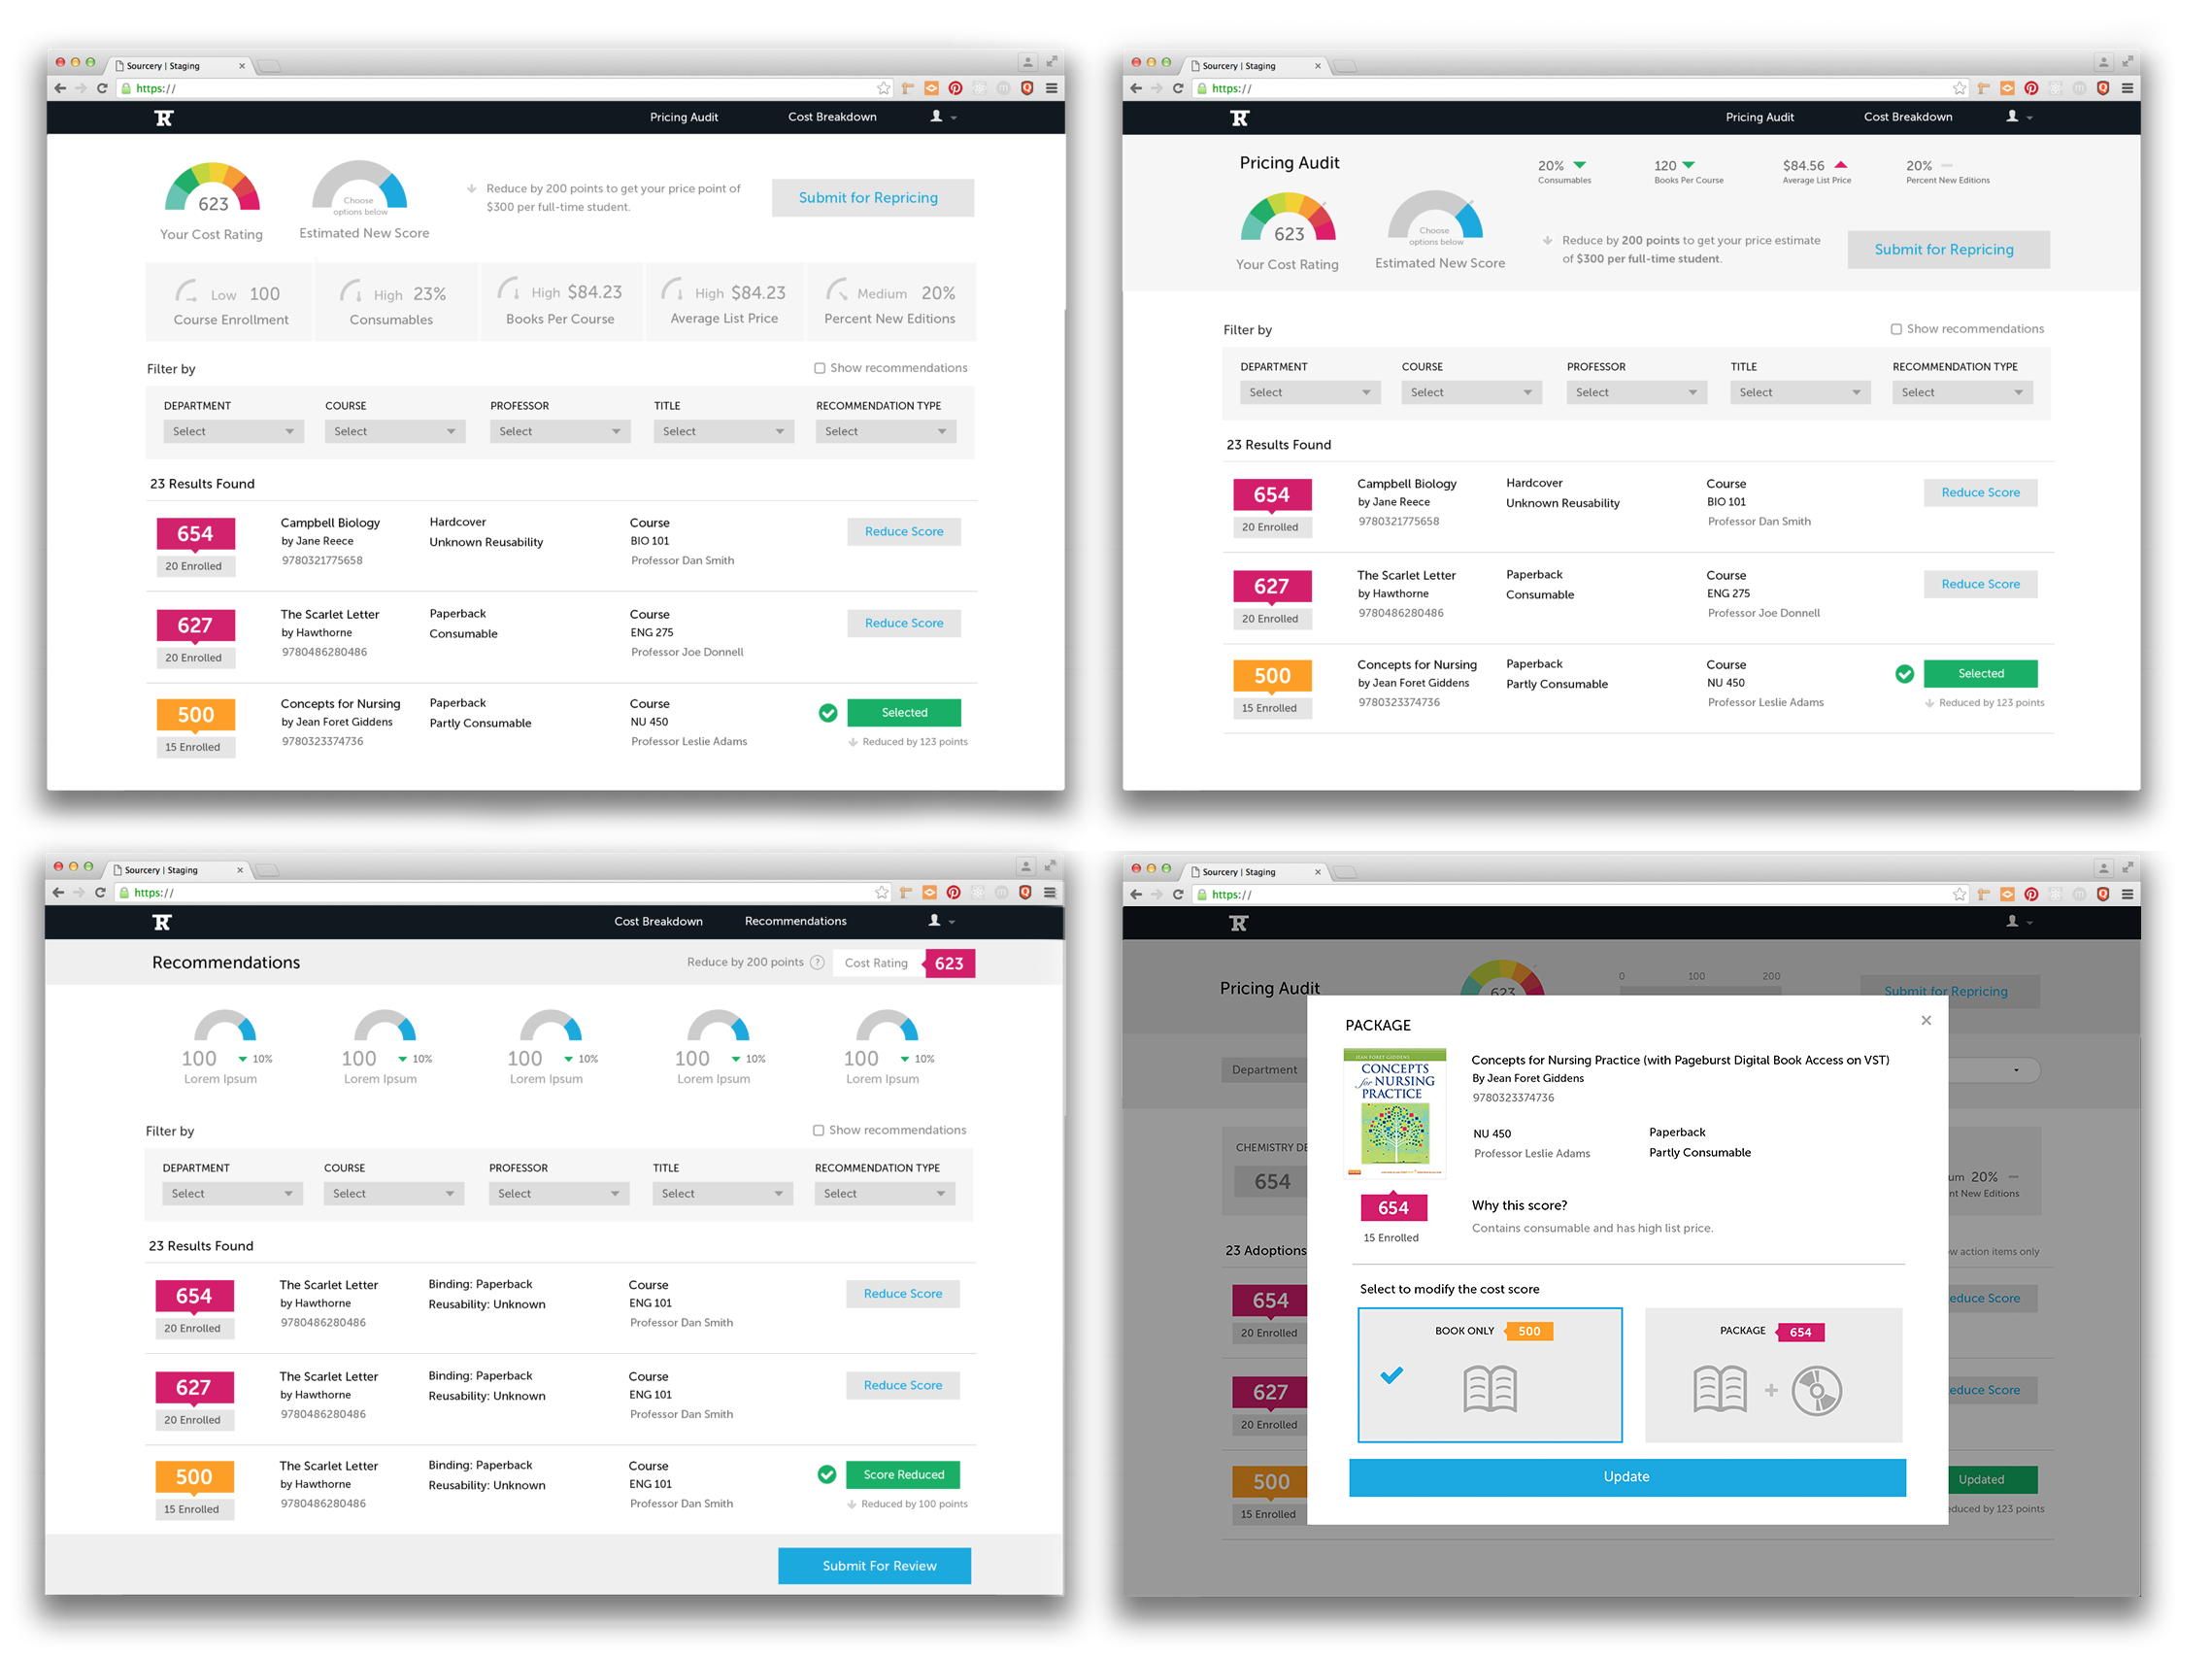 Sourcery | Staging
https://
Pricing Audit
Cost Breakdown
623
Your Cost Rating
Choose
options below
Estimated New Score
Reduce by 200 points to get your price point of
$300 per full-time student.
Submit for Repricing
Low 100
Course Enrollment
High 23%
Consumables
High $84.23
Books Per Course
High $84.23
Average List Price
Medium 20%
Percent New Editions
Filter by
Show recommendations
DEPARTMENT
COURSE
PROFESSOR
TITLE
RECOMMENDATION TYPE
Select
Select
Select
Select
Select
23 Results Found
654
20 Enrolled
Campbell Biology
by Jane Reece
9780321775658
Hardcover
Unknown Reusability
Course
BIO 101
Professor Dan Smith
Reduce Score
627
20 Enrolled
The Scarlet Letter
by Hawthorne
9780486280486
Paperback
Consumable
Course
ENG 275
Professor Joe Donnell
Reduce Score
500
15 Enrolled
Concepts for Nursing
by Jean Foret Giddens
9780323374736
Paperback
Partly Consumable
Course
NU 450
Professor Leslie Adams
Selected
Reduced by 123 points
Sourcery | Staging
https://
Pricing Audit
Cost Breakdown
Pricing Audit
623
Your Cost Rating
Choose
options below
Estimated New Score
20%
Consumables
120
Books Per Course
$84.56
Average List Price
20%
Percent New Editions
Reduce by 200 points to get your price estimate
of $300 per full-time student.
Submit for Repricing
Filter by
Show recommendations
DEPARTMENT
COURSE
PROFESSOR
TITLE
RECOMMENDATION TYPE
Select
Select
Select
Select
Select
23 Results Found
654
20 Enrolled
Campbell Biology
by Jane Reece
9780321775658
Hardcover
Unknown Reusability
Course
BIO 101
Professor Dan Smith
Reduce Score
627
20 Enrolled
The Scarlet Letter
by Hawthorne
9780486280486
Paperback
Consumable
Course
ENG 275
Professor Joe Donnell
Reduce Score
500
15 Enrolled
Concepts for Nursing
by Jean Foret Giddens
9780323374736
Paperback
Partly Consumable
Course
NU 450
Professor Leslie Adams
Selected
Reduced by 123 points
Sourcery | Staging
https://
Cost Breakdown
Recommendations
Recommendations
Reduce by 200 points ?
Cost Rating
623
100 10%
Lorem Ipsum
100 10%
Lorem Ipsum
100 10%
Lorem Ipsum
100 10%
Lorem Ipsum
100 10%
Lorem Ipsum
Filter by
Show recommendations
DEPARTMENT
COURSE
PROFESSOR
TITLE
RECOMMENDATION TYPE
Select
Select
Select
Select
Select
23 Results Found
654
20 Enrolled
The Scarlet Letter
by Hawthorne
9780486280486
Binding: Paperback
Reusability: Unknown
Course
ENG 101
Professor Dan Smith
Reduce Score
627
20 Enrolled
The Scarlet Letter
by Hawthorne
9780486280486
Binding: Paperback
Reusability: Unknown
Course
ENG 101
Professor Dan Smith
Reduce Score
500
15 Enrolled
The Scarlet Letter
by Hawthorne
9780486280486
Binding: Paperback
Reusability: Unknown
Course
ENG 101
Professor Dan Smith
Score Reduced
Reduced by 100 points
Submit For Review
Sourcery | Staging
https://
Pricing Audit
623
0 100 200
Submit for Repricing
Department
CHEMISTRY DE
654
um 20%
nt New Editions
23 Adoptions
w action items only
654
20 Enrolled
educe Score
627
20 Enrolled
educe Score
500
15 Enrolled
Updated
educed by 123 points
PACKAGE
JEAN FORET GIDDENS
CONCEPTS
for NURSING
PRACTICE
Concepts for Nursing Practice (with Pageburst Digital Book Access on VST)
By Jean Foret Giddens
9780323374736
NU 450
Professor Leslie Adams
Paperback
Partly Consumable
654
15 Enrolled
Why this score?
Contains consumable and has high list price.
Select to modify the cost score
BOOK ONLY 500
PACKAGE 654
Update